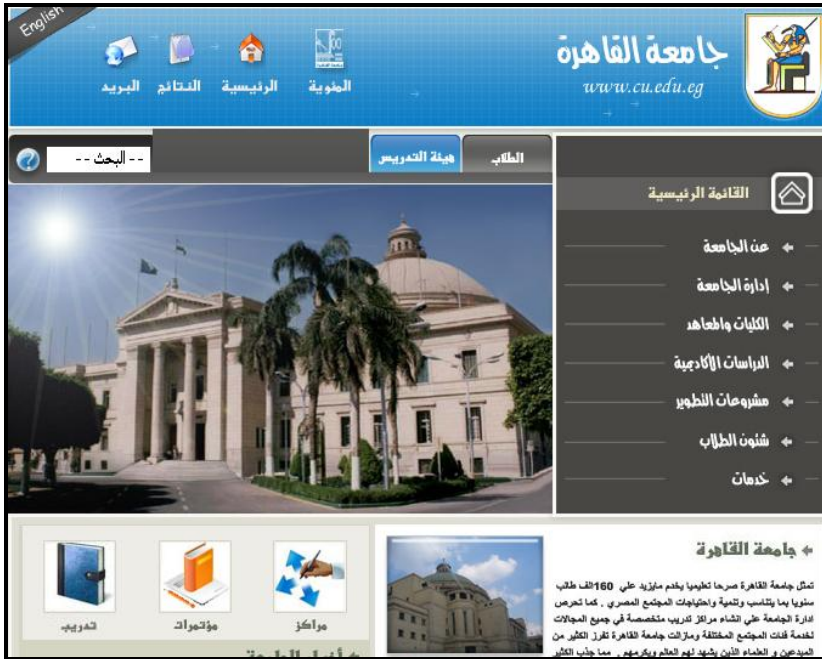 English
جامعة القاهرة
www.cu.edu.eg
المئوية
الرئيسية
النتائج
البريد
الطلاب
هيئة التدريس
-- البحث --
القائمة الرئيسية
عن الجامعة
إدارة الجامعة
الكليات والمعاهد
الدراسات الأكاديمية
مشروعات التطوير
شئون الطلاب
خدمات
جامعة القاهرة
تمثل جامعة القاهرة صرحا تعليميا يخدم مايزيد علي 160الف طالب
سنويا بما يتناسب وتنمية واحتياجات المجتمع المصري . كما تحرص
ادارة الجامعة علي انشاء مراكز تدريب متخصصة في جميع المجالات
لخدمة فئات المجتمع المختلفة ومازالت جامعة القاهرة تفرز الكثير من
المبدعين و العلماء الذين يشهد لهم العالم ويكرمهم . مما جذب الكثير
مراكز
مؤتمرات
تدريب